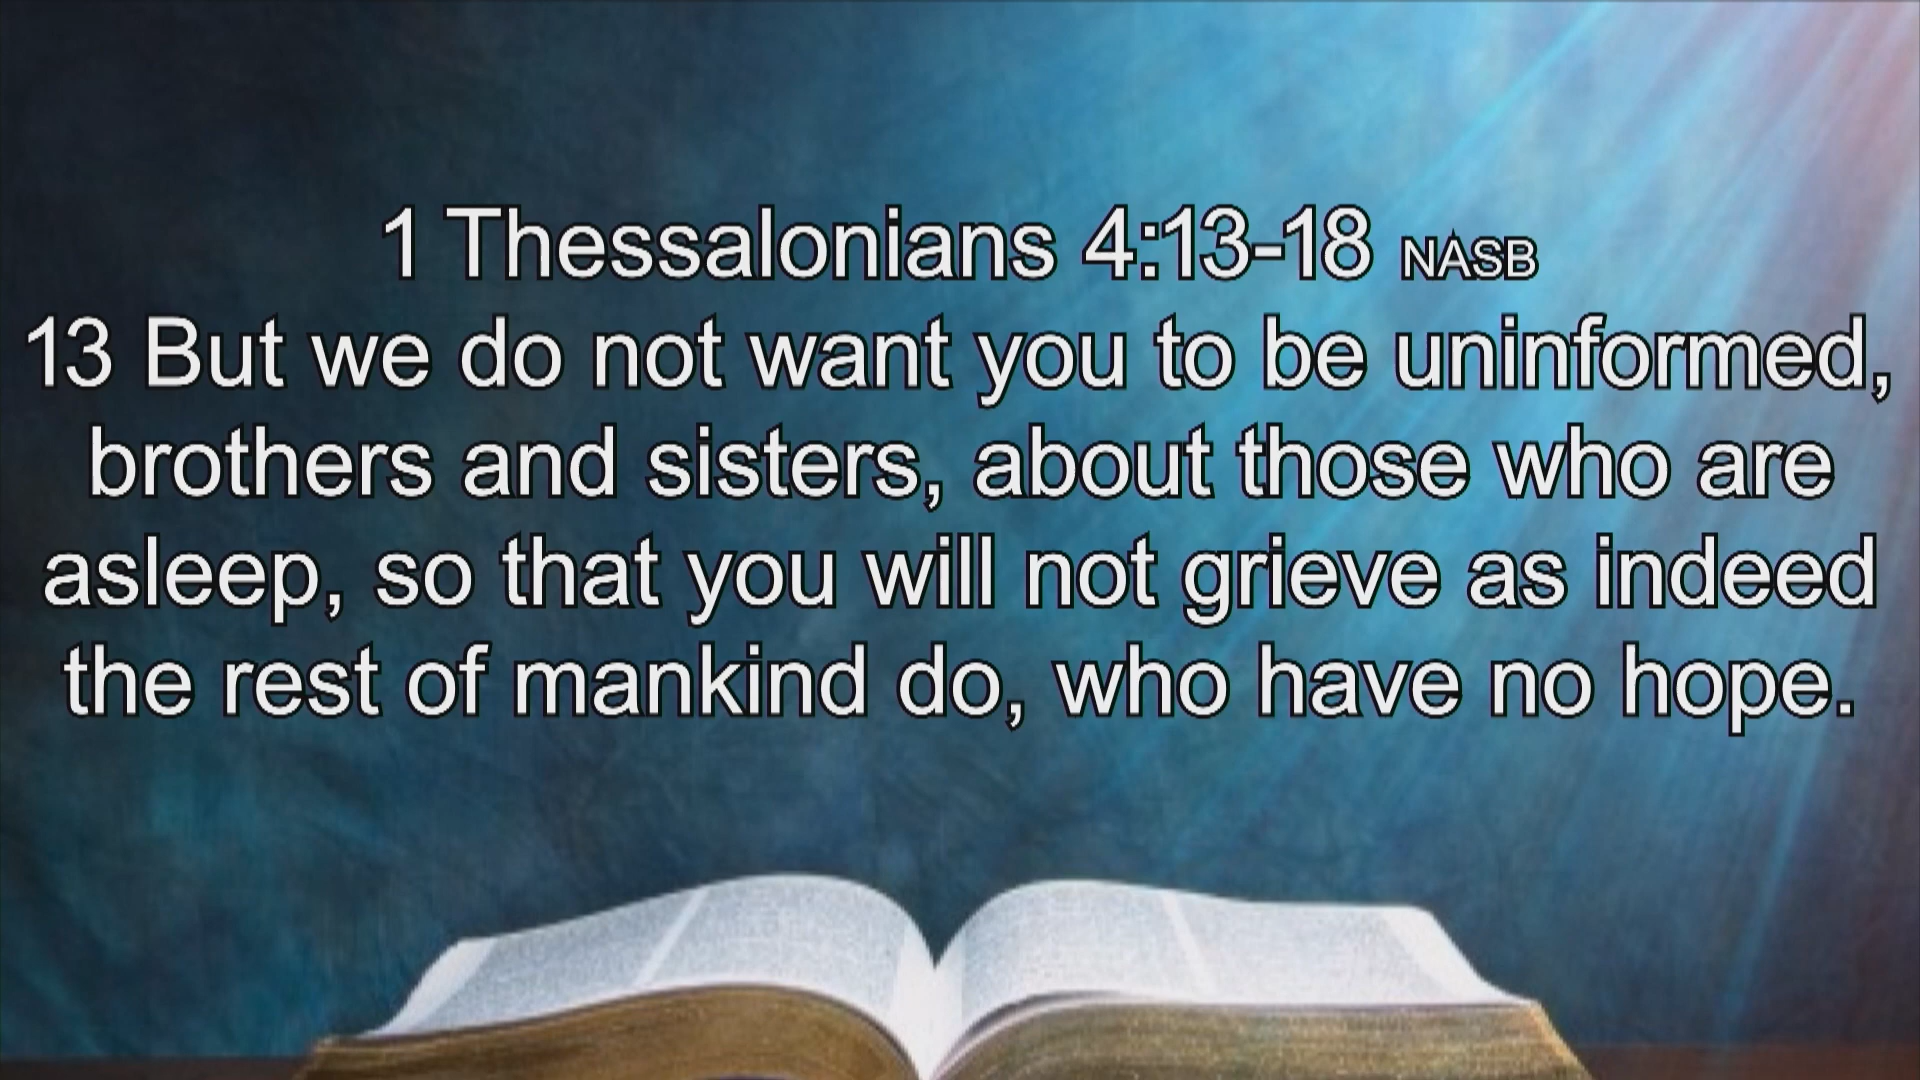 1 Thessalonians 4:13-18 NASB
13 But we do not want you to be uninformed,
brothers and sisters, about those who are
asleep, so that you will not grieve as indeed
the rest of mankind do, who have no hope.